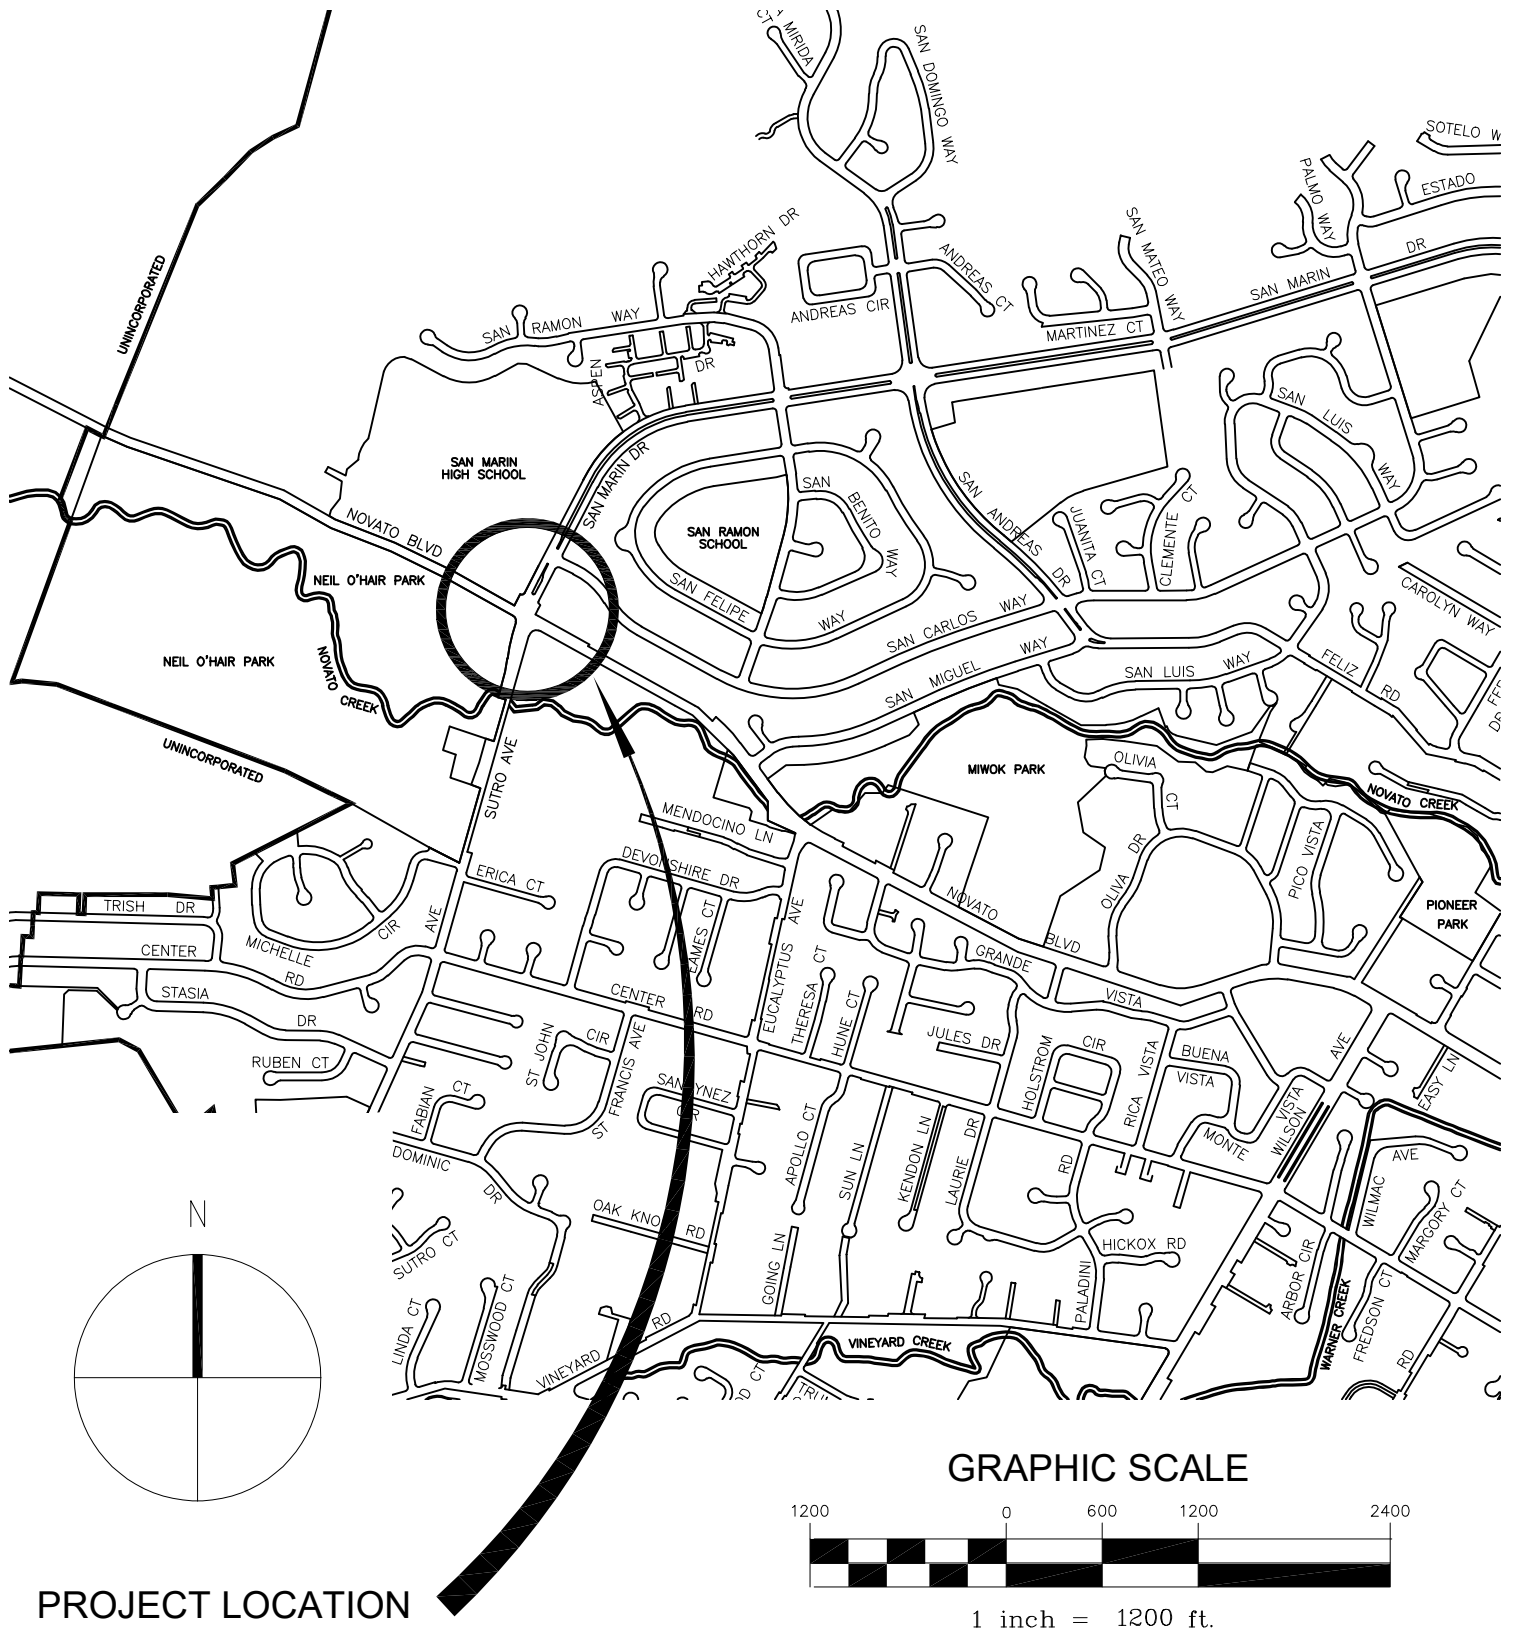 CT
MIRIDA
SAN DOMINGO WAY
SOTELO W
PALMO WAY
ESTADO
DR
SAN MARIN
SAN MATEO WAY
HAWTHORN DR
ANDREAS CT
ANDREAS CIR
MARTINEZ CT
UNINCORPORATED
SAN RAMON WAY
ASPEN
DR
SAN LUIS
WAY
SAN MARIN
HIGH SCHOOL
SAN MARIN DR
SAN
BENITO
WAY
SAN
ANDREAS
DR
JUANITA CT
CLEMENTE CT
NOVATO BLVD
SAN RAMON
SCHOOL
NEIL O'HAIR PARK
SAN FELIPE
WAY
SAN CARLOS WAY
CAROLYN WAY
NEIL O'HAIR PARK
NOVATO
CREEK
SAN MIGUEL WAY
SAN LUIS WAY
FELIZ
RD
DR
UNINCORPORATED
SUTRO AVE
MIWOK PARK
OLIVIA
CT
NOVATO CREEK
MENDOCINO LN
OLIVA DR
PICO VISTA
DEVONSHIRE DR
ERICA CT
NOVATO
BLVD
PIONEER
PARK
TRISH DR
MICHELLE
CIR
AVE
EAMES CT
EUCALYPTUS AVE
THERESA CT
HUNE CT
GRANDE
VISTA
CENTER
RD
STASIA
DR
CENTER RD
RUBEN CT
ST JOHN
CIR
ST FRANCIS AVE
JULES DR
HOLSTROM
CIR
RICA VISTA
BUENA
VISTA
AVE
EASY LN
FABIAN
CT
SAN YNEZ
CIR
VISTA
WILSON
MONTE
DOMINIC
DR
APOLLO CT
SUN LN
KENDON LN
LAURIE DR
RD
AVE
WILMAC
MARGORY CT
OAK KNO RD
SUTRO CT
HICKOX RD
N
GOING LN
PALADINI
ARBOR CIR
LINDA CT
MOSSWOOD CT
VINEYARD
RD
VINEYARD CREEK
WARNER CREEK
FREDSON CT
RD
GRAPHIC SCALE
1200 0 600 1200 2400
1 inch = 1200 ft.
PROJECT LOCATION